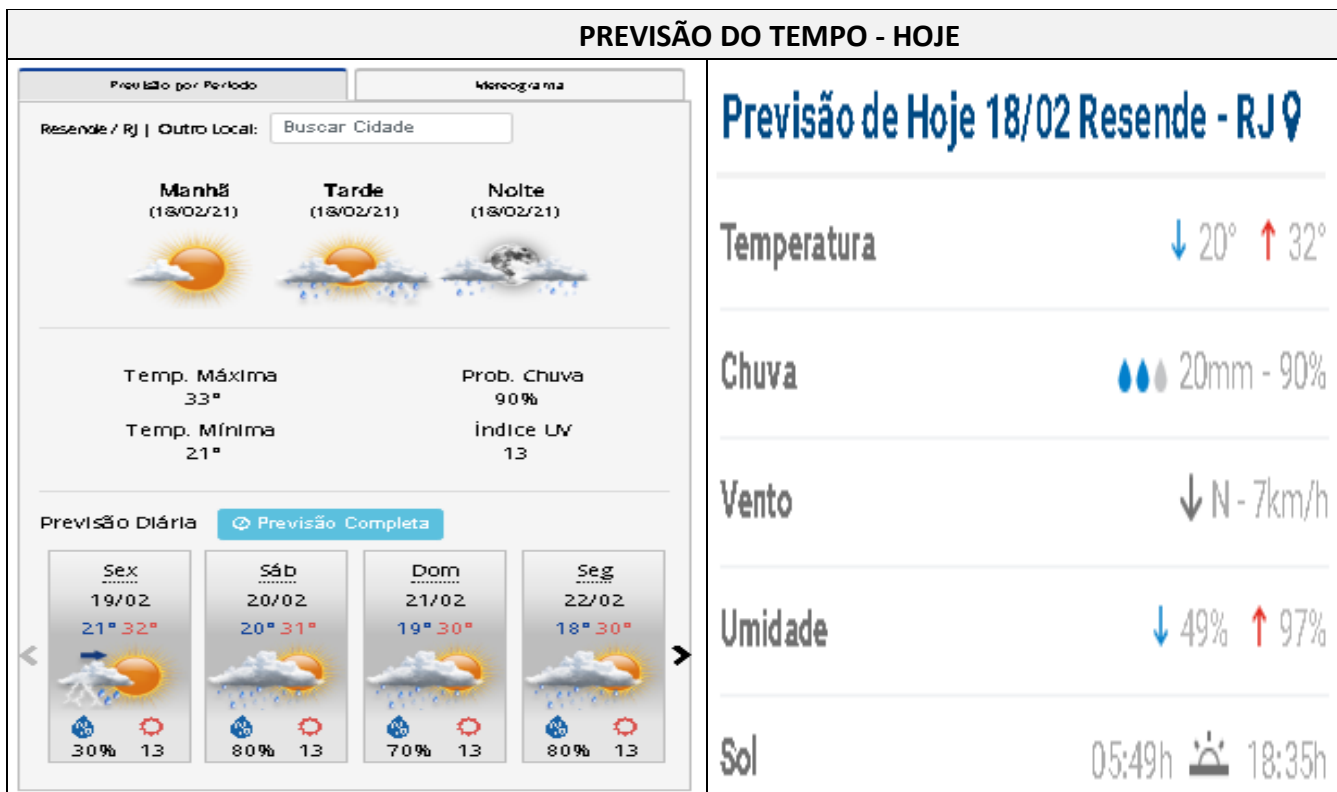 PREVISÃO DO TEMPO - HOJE
Previsão por Período
Meteograma
Resende / RJ | Outro Local: Buscar Cidade
Manhã Tarde Noite
(18/02/21) (18/02/21) (18/02/21)
Temp. Máxima Prob. Chuva
33° 90%
Temp. Mínima Índice UV
21° 13
Previsão Diária Previsão Completa
Sex Sáb Dom Seg
19/02 20/02 21/02 22/02
21° 32° 20° 31° 19° 30° 18° 30°
30% 13 80% 13 70% 13 80% 13
Previsão de Hoje 18/02 Resende - RJ
Temperatura 20° 32°
Chuva 20mm - 90%
Vento N - 7km/h
Umidade 49% 97%
Sol 05:49h 18:35h